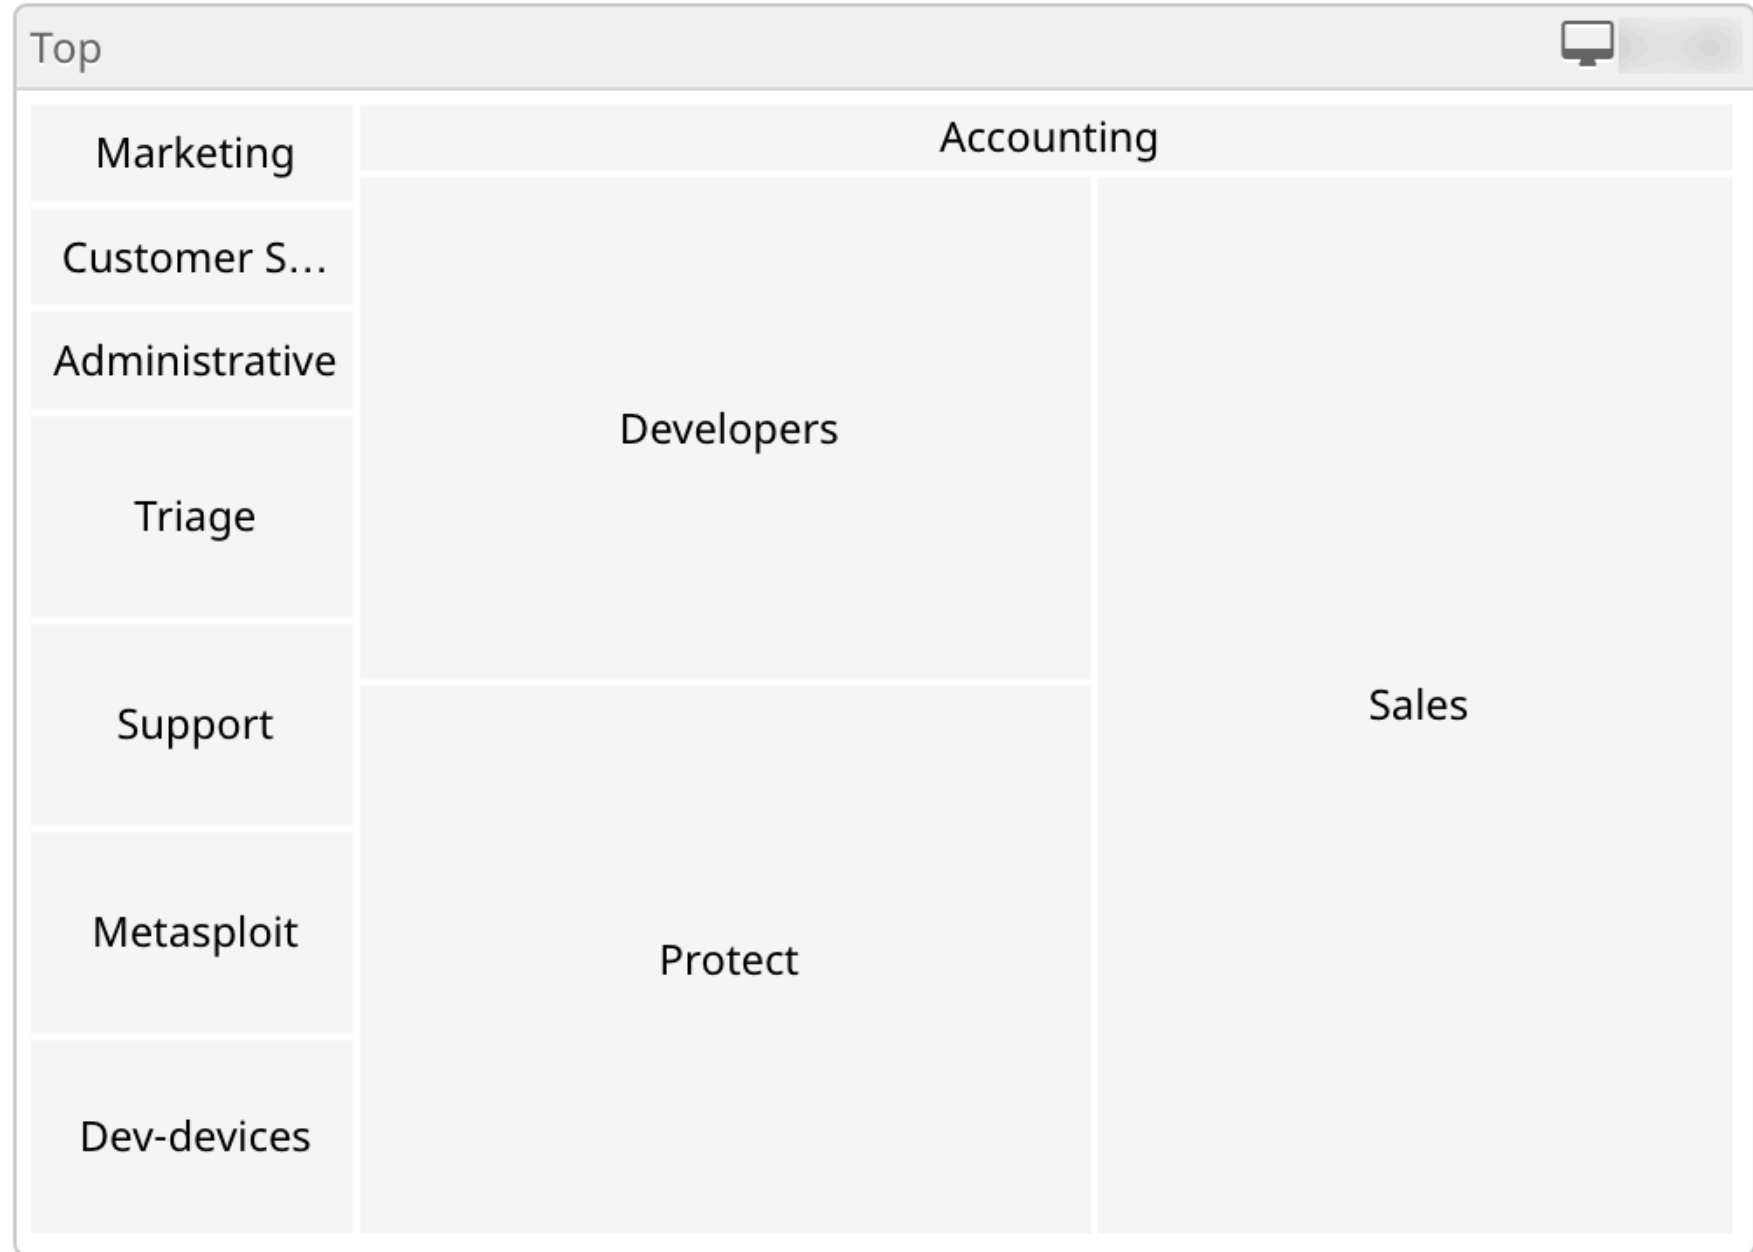 Top
Marketing
Customer S...
Administrative
Triage
Support
Metasploit
Dev-devices
Accounting
Developers
Protect
Sales